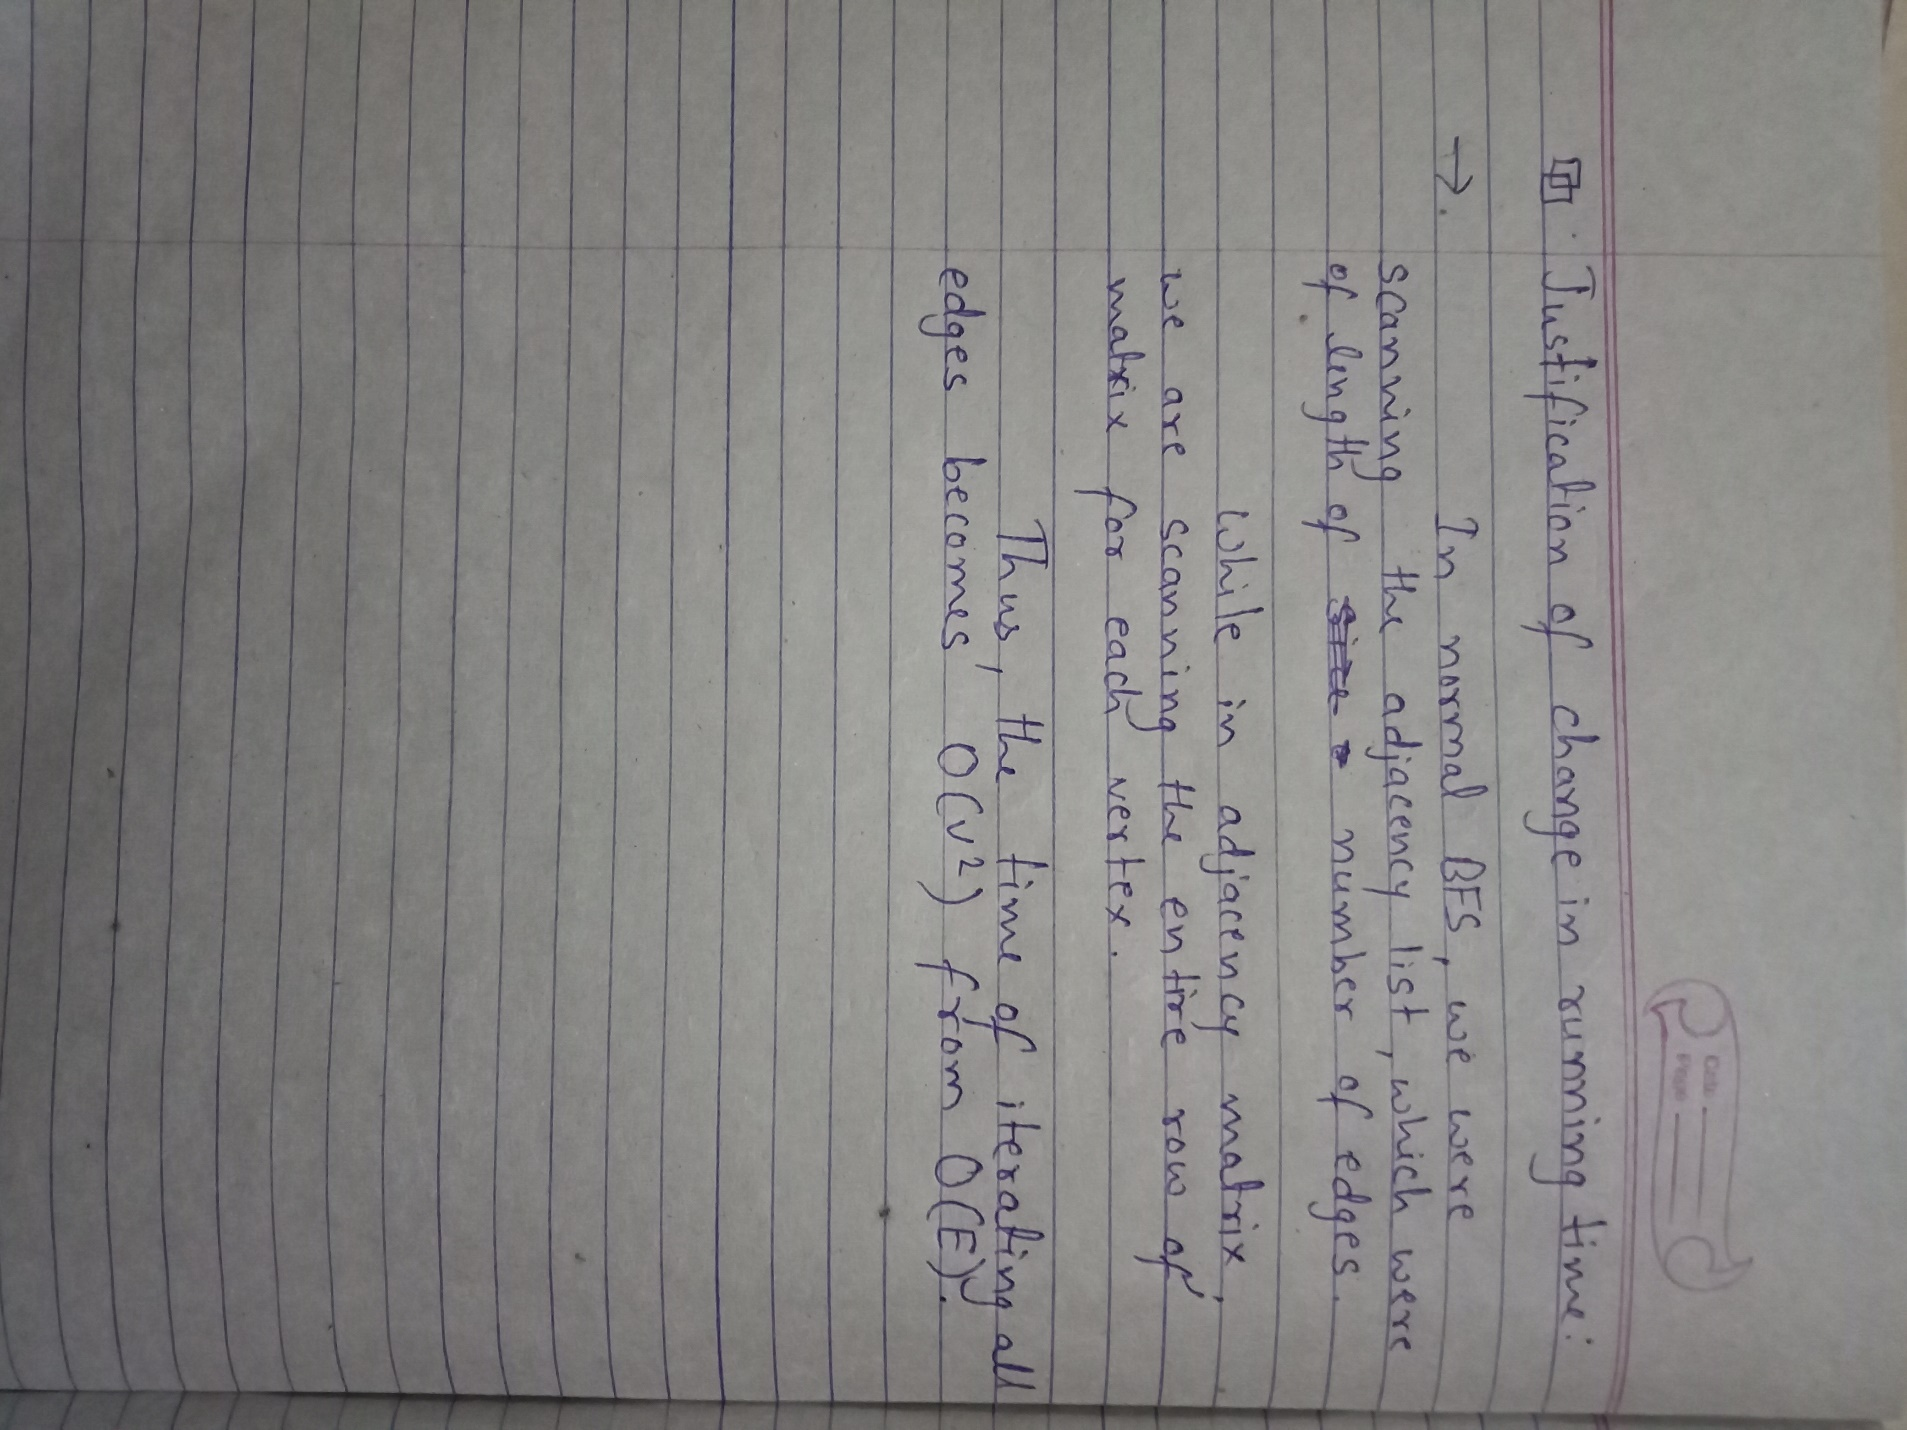 Date:
Page:
Justification of change in running time:
→. In normal BFS, we were
scanning the adjacency list, which were
of length of number of edges.
While in adjacency matrix,
we are scanning the entire row of
matrix for each vertex.
Thus, the time of iterating all
edges becomes O(v²) from O(E).